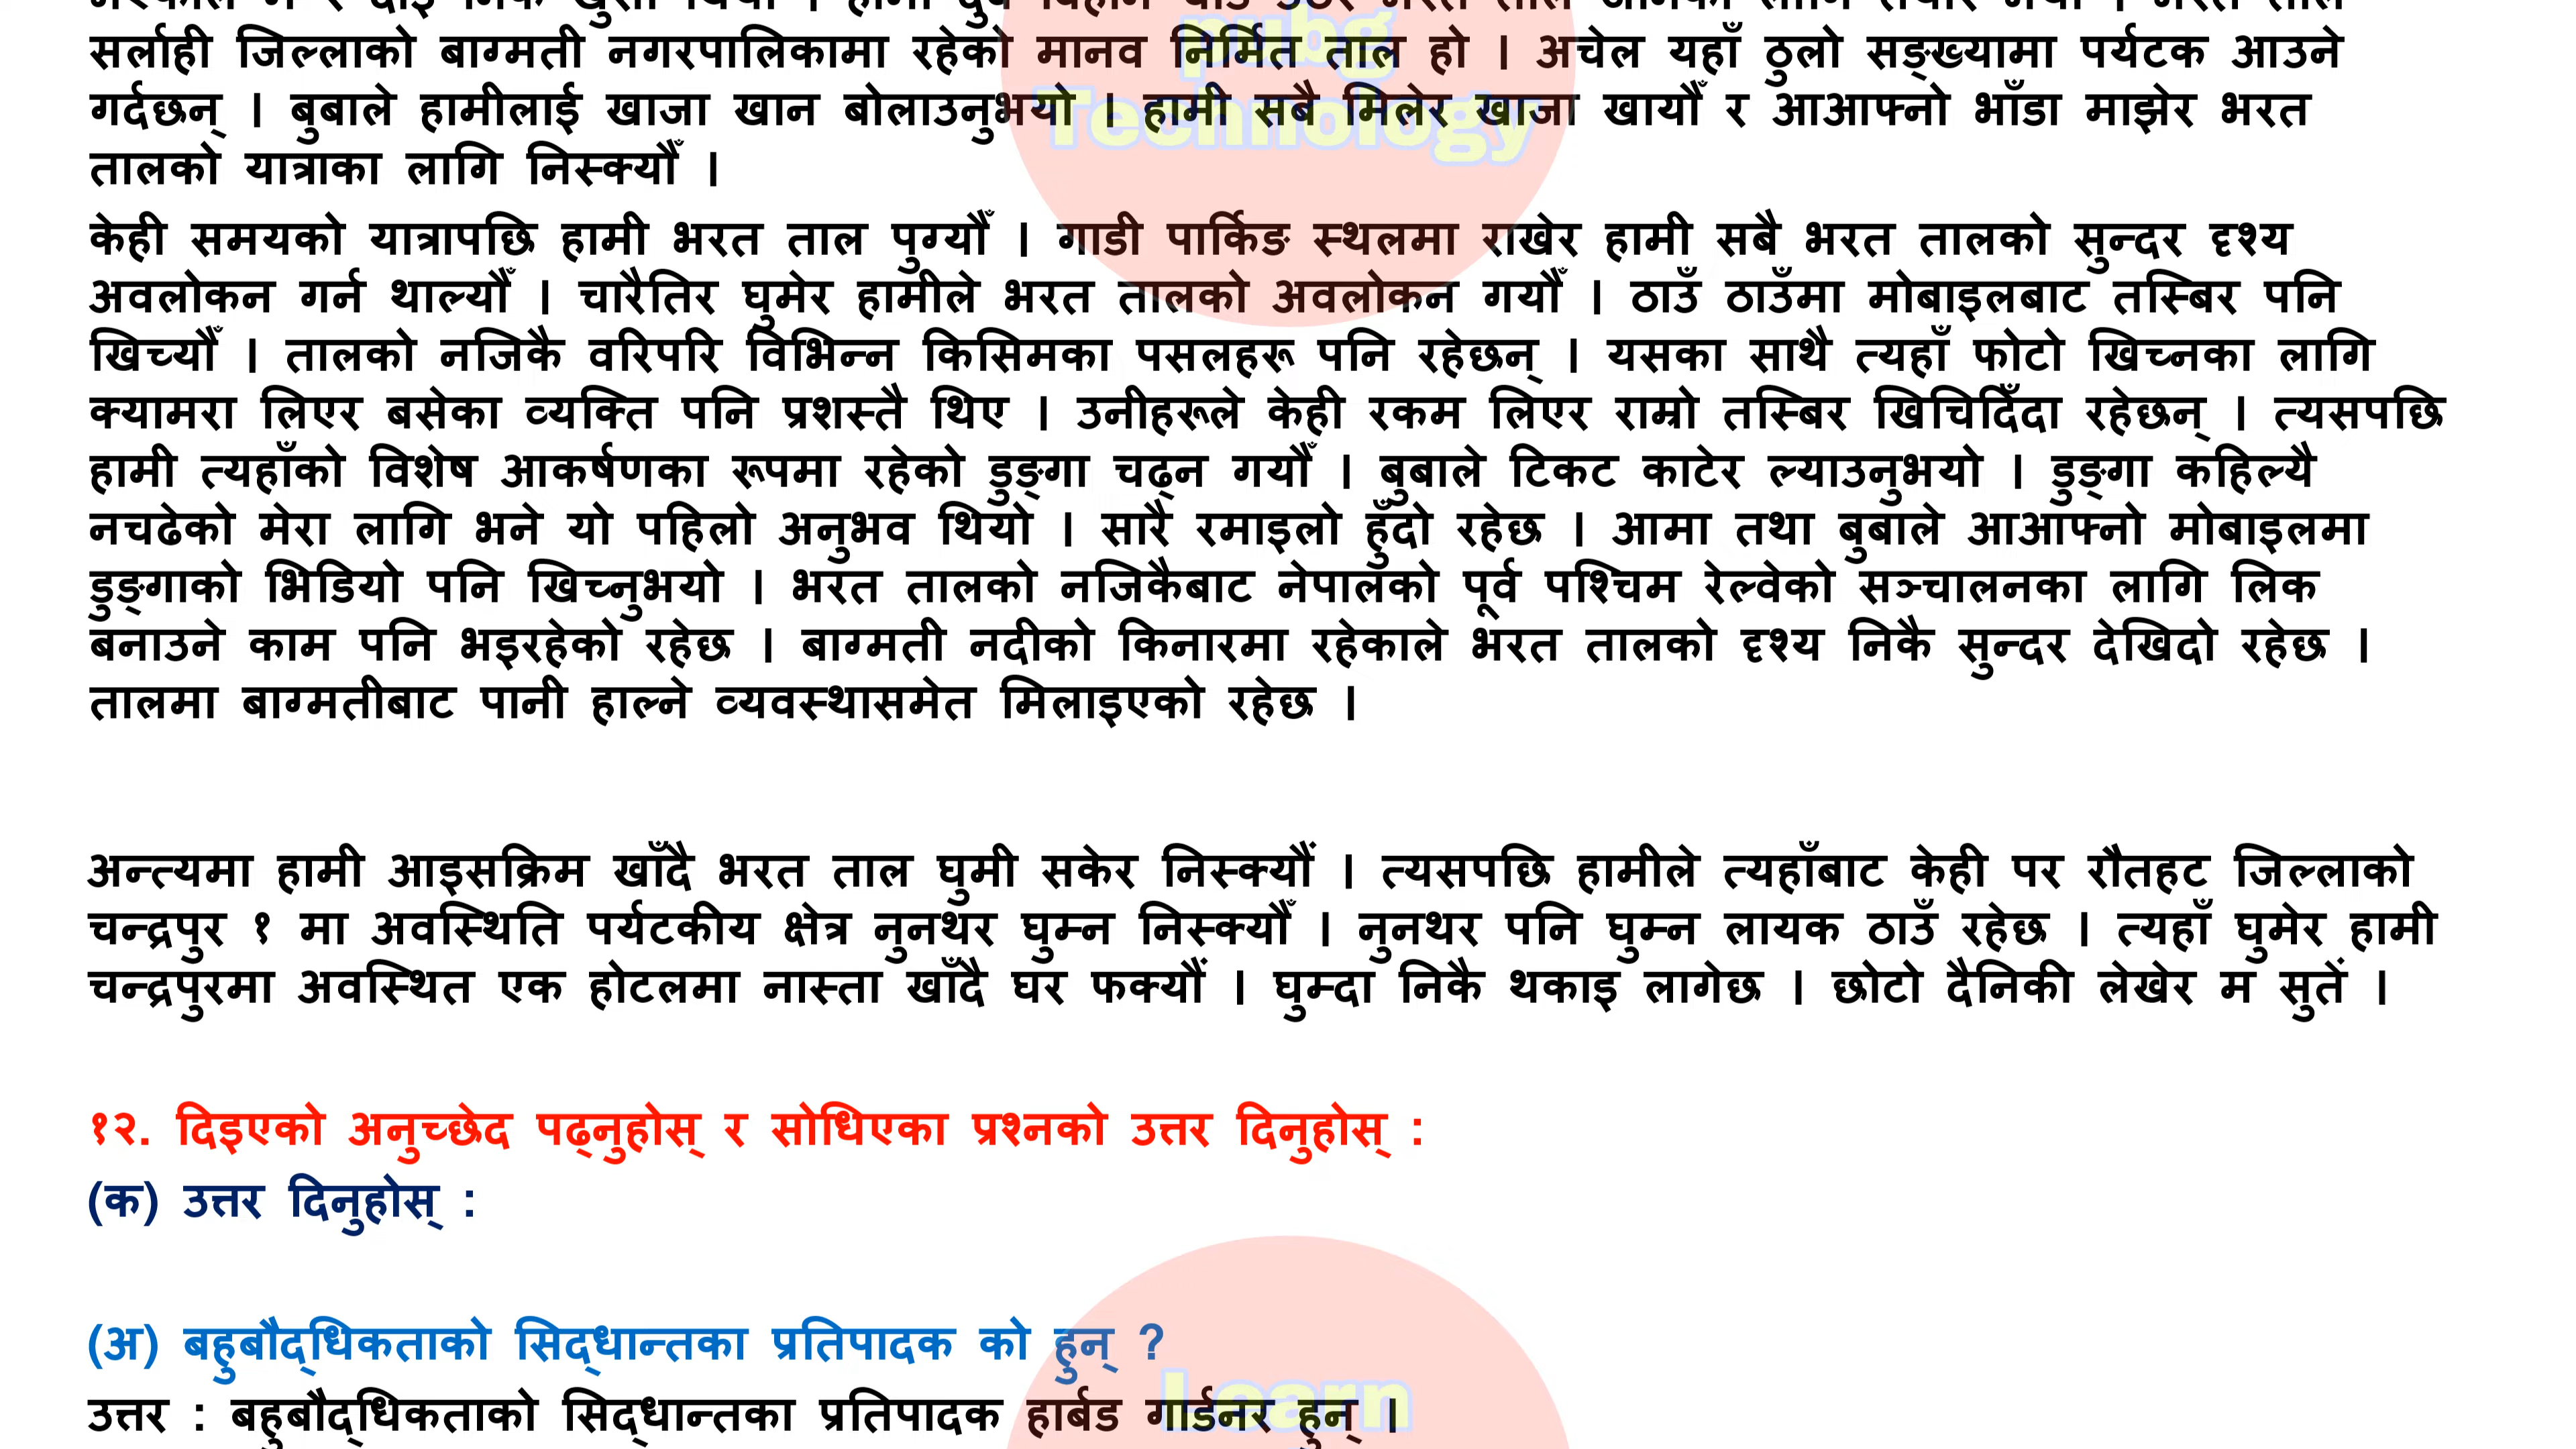 सर्लाही जिल्लाको बाग्मती नगरपालिकामा रहेको मानव निर्मित ताल हो । अचेल यहाँ ठुलो सङ्ख्यामा पर्यटक आउने
pubg
गर्दछन् । बुबाले हामीलाई खाजा खान बोलाउनुभयो । हामी सबै मिलेर खाजा खायौँ र आआफ्नो भाँडा माझेर भरत
Technology
तालको यात्राका लागि निस्क्यौँ ।
केही समयको यात्रापछि हामी भरत ताल पुग्यौँ । गाडी पार्किङ स्थलमा राखेर हामी सबै भरत तालको सुन्दर दृश्य
अवलोकन गर्न थाल्यौँ । चारैतिर घुमेर हामीले भरत तालको अवलोकन गयौँ । ठाउँ ठाउँमा मोबाइलबाट तस्बिर पनि
खिच्यौँ । तालको नजिकै वरिपरि विभिन्न किसिमका पसलहरू पनि रहेछन् । यसका साथै त्यहाँ फोटो खिच्नका लागि
क्यामरा लिएर बसेका व्यक्ति पनि प्रशस्तै थिए । उनीहरूले केही रकम लिएर राम्रो तस्बिर खिचिदिँदा रहेछन् । त्यसपछि
हामी त्यहाँको विशेष आकर्षणका रूपमा रहेको डुङ्गा चढ्न गयौँ । बुबाले टिकट काटेर ल्याउनुभयो । डुङ्गा कहिल्यै
नचढेको मेरा लागि भने यो पहिलो अनुभव थियो । सारै रमाइलो हुँदो रहेछ । आमा तथा बुबाले आआफ्नो मोबाइलमा
डुङ्गाको भिडियो पनि खिच्नुभयो । भरत तालको नजिकैबाट नेपालको पूर्व पश्चिम रेल्वेको सञ्चालनका लागि लिक
बनाउने काम पनि भइरहेको रहेछ । बाग्मती नदीको किनारमा रहेकाले भरत तालको दृश्य निकै सुन्दर देखिदो रहेछ ।
तालमा बाग्मतीबाट पानी हाल्ने व्यवस्थासमेत मिलाइएको रहेछ ।
अन्त्यमा हामी आइसक्रिम खाँदै भरत ताल घुमी सकेर निस्क्यौं । त्यसपछि हामीले त्यहाँबाट केही पर रौतहट जिल्लाको
चन्द्रपुर १ मा अवस्थिति पर्यटकीय क्षेत्र नुनथर घुम्न निस्क्यौँ । नुनथर पनि घुम्न लायक ठाउँ रहेछ । त्यहाँ घुमेर हामी
चन्द्रपुरमा अवस्थित एक होटलमा नास्ता खाँदै घर फक्यौं । घुम्दा निकै थकाइ लागेछ । छोटो दैनिकी लेखेर म सुतें ।
१२. दिइएको अनुच्छेद पढ्नुहोस् र सोधिएका प्रश्नको उत्तर दिनुहोस् :
(क) उत्तर दिनुहोस् :
(अ) बहुबौद्धिकताको सिद्धान्तका प्रतिपादक को हुन् ?
Learn
उत्तर : बहुबौद्धिकताको सिद्धान्तका प्रतिपादक हार्बड गार्डनर हुन् ।